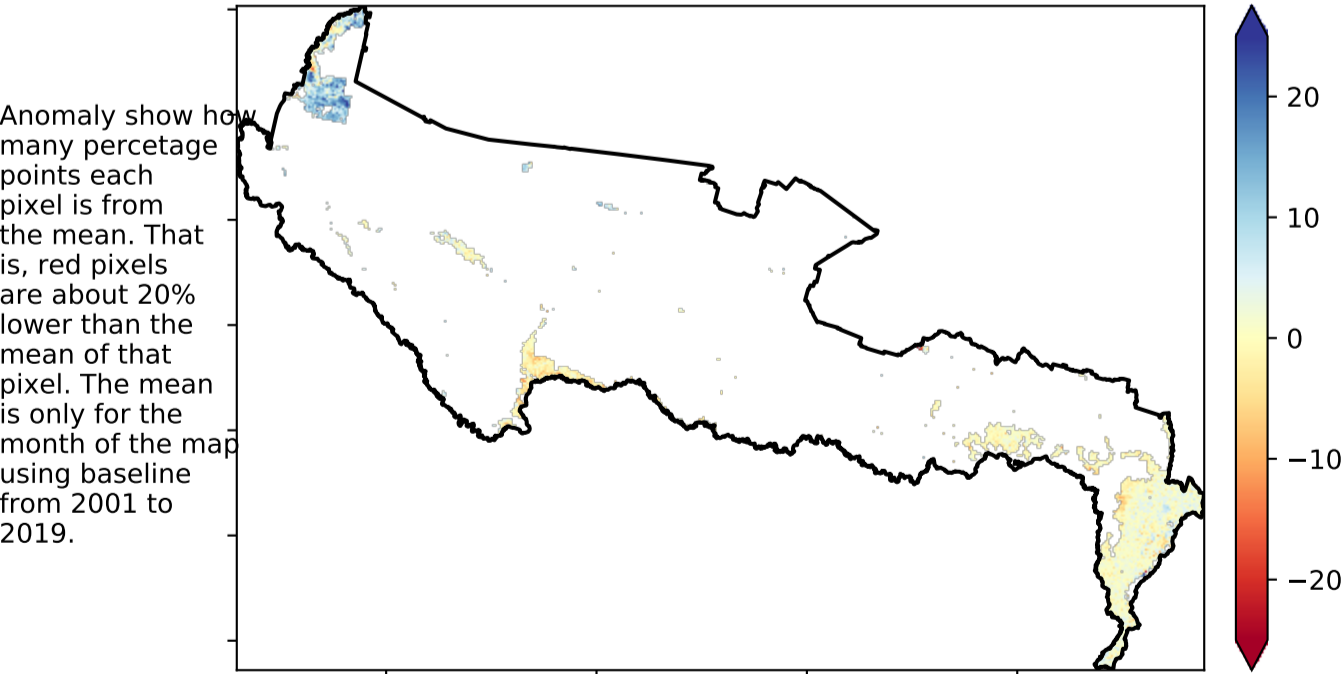 Anomaly show how
many percetage
points each
pixel is from
the mean. That
is, red pixels
are about 20%
lower than the
mean of that
pixel. The mean
is only for the
month of the map
using baseline
from 2001 to
2019.
20
10
0
−10
−20